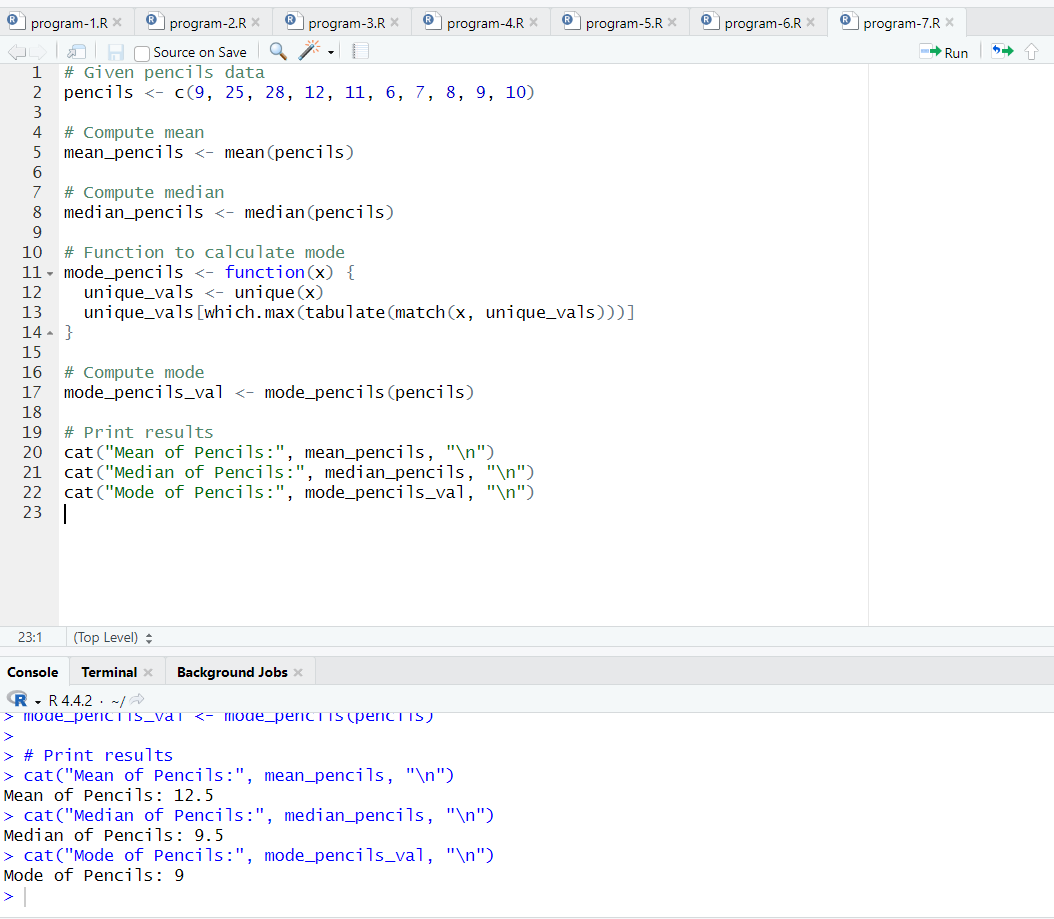 program-1.R program-2.R program-3.R program-4.R program-5.R program-6.R program-7.R
Source on Save Run
1 # Given pencils data
2 pencils <- c(9, 25, 28, 12, 11, 6, 7, 8, 9, 10)
3
4 # Compute mean
5 mean_pencils <- mean(pencils)
6
7 # Compute median
8 median_pencils <- median(pencils)
9
10 # Function to calculate mode
11 mode_pencils <- function(x) {
12   unique_vals <- unique(x)
13   unique_vals[which.max(tabulate(match(x, unique_vals)))]
14 }
15
16 # Compute mode
17 mode_pencils_val <- mode_pencils(pencils)
18
19 # Print results
20 cat("Mean of Pencils:", mean_pencils, "\n")
21 cat("Median of Pencils:", median_pencils, "\n")
22 cat("Mode of Pencils:", mode_pencils_val, "\n")
23
23:1 (Top Level)
Console Terminal Background Jobs
R 4.4.2 · ~/
> mode_pencils_val <- mode_pencils(pencils)
>
> # Print results
> cat("Mean of Pencils:", mean_pencils, "\n")
Mean of Pencils: 12.5
> cat("Median of Pencils:", median_pencils, "\n")
Median of Pencils: 9.5
> cat("Mode of Pencils:", mode_pencils_val, "\n")
Mode of Pencils: 9
>